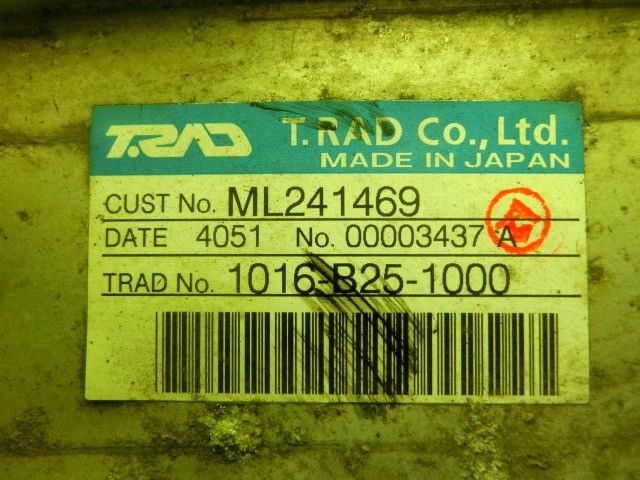 T.RAD T.RAD Co., Ltd.
MADE IN JAPAN
CUST No. ML241469
DATE 4051 No. 00003437 A
TRAD No. 1016-B25-1000